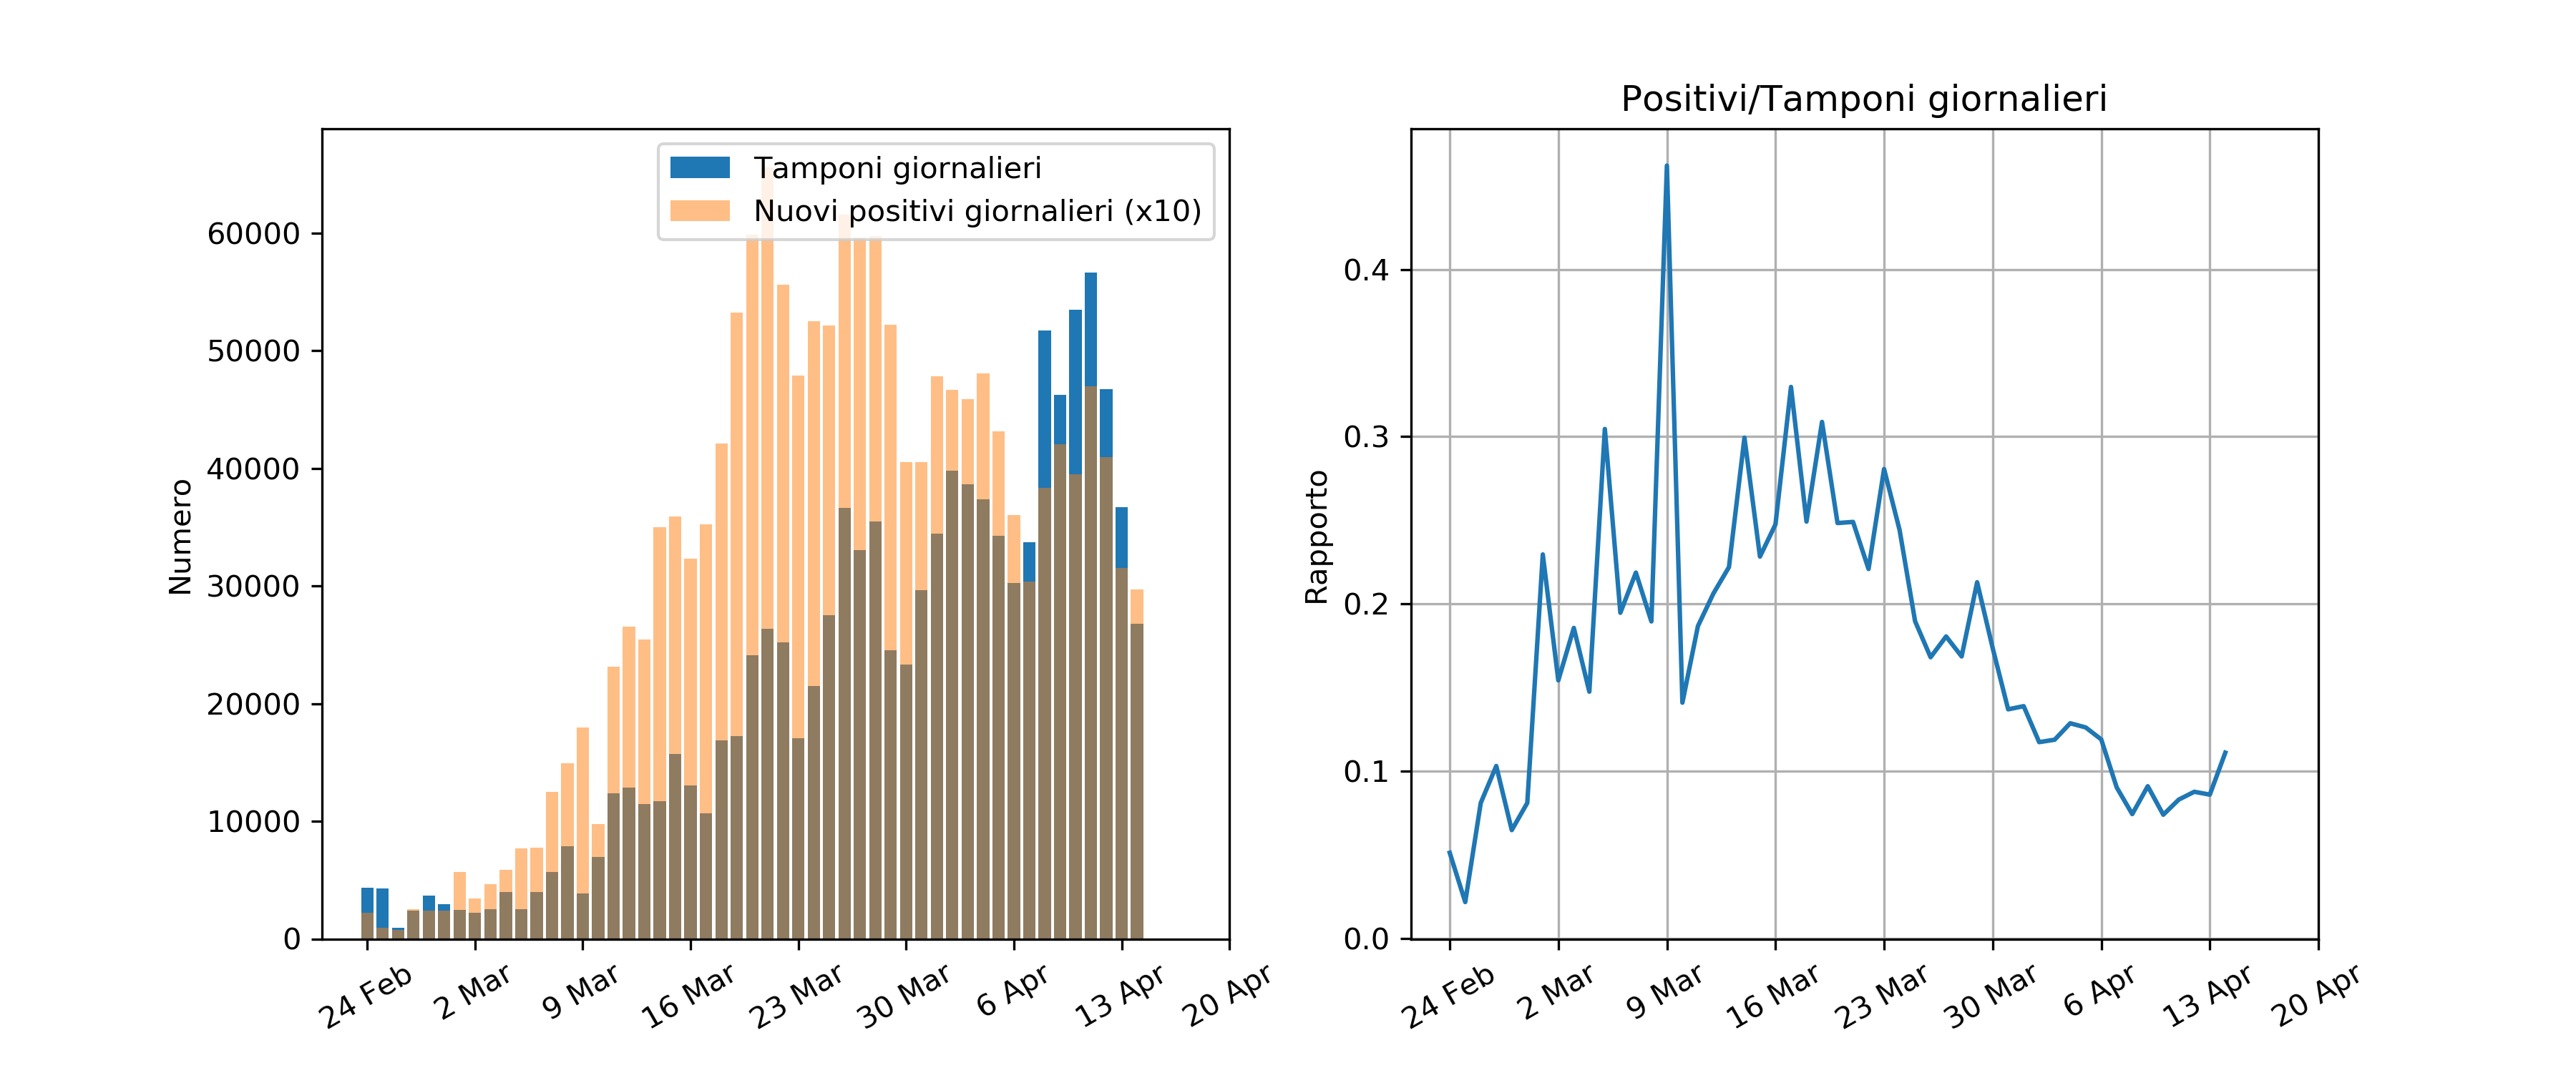 Tamponi giornalieri
Nuovi positivi giornalieri (x10)
Numero
60000
50000
40000
30000
20000
10000
0
24 Feb
2 Mar
9 Mar
16 Mar
23 Mar
30 Mar
6 Apr
13 Apr
20 Apr
Positivi/Tamponi giornalieri
Rapporto
0.4
0.3
0.2
0.1
0.0
24 Feb
2 Mar
9 Mar
16 Mar
23 Mar
30 Mar
6 Apr
13 Apr
20 Apr